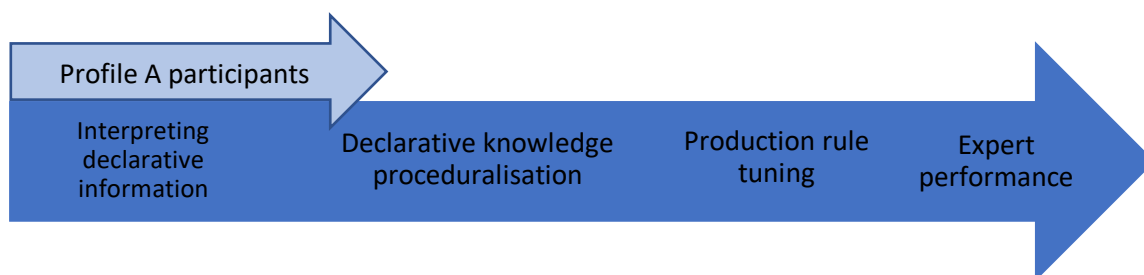 Profile A participants
Interpreting
declarative
information
Declarative knowledge
proceduralisation
Production rule
tuning
Expert
performance